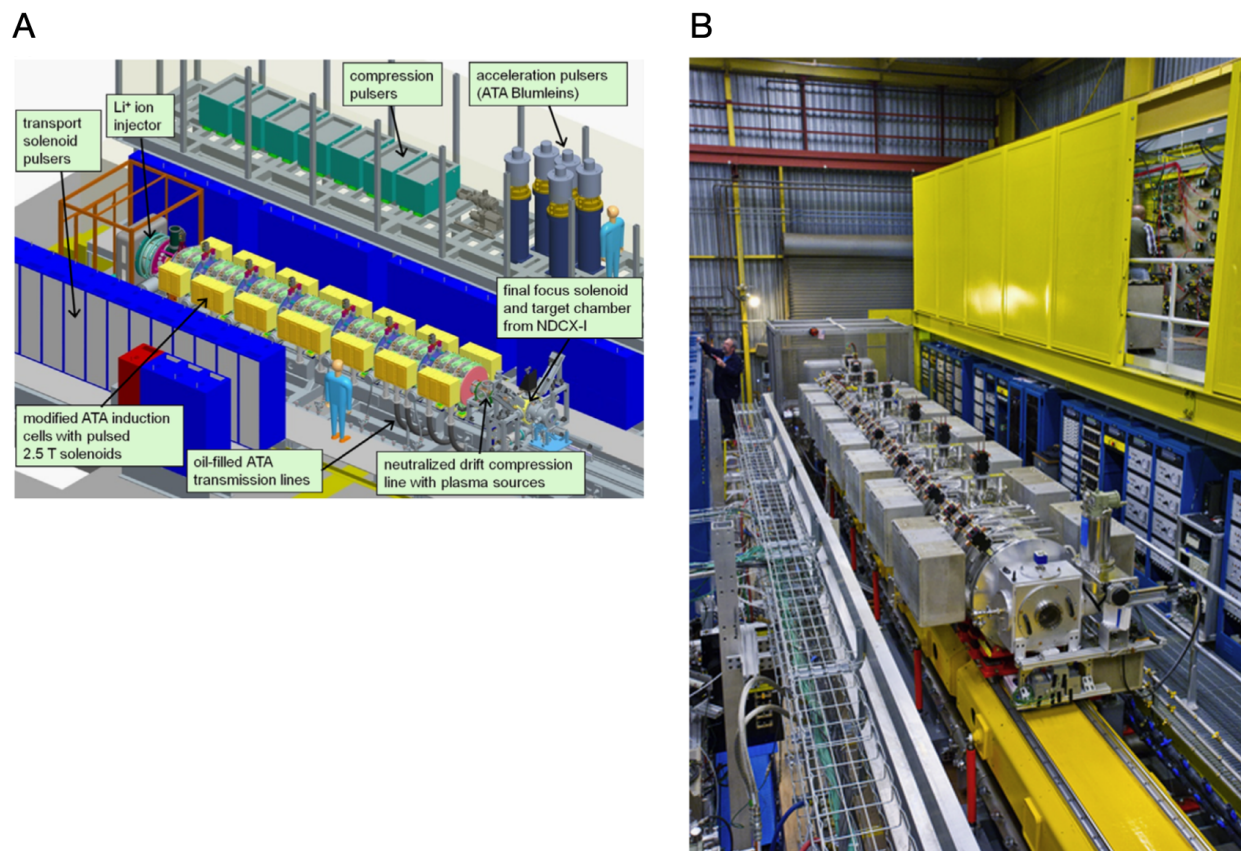 A
B
compression
pulsers
acceleration pulsers
(ATA Blumleins)
Li⁺ ion
injector
transport
solenoid
pulsers
final focus solenoid
and target chamber
from NDCX-I
modified ATA induction
cells with pulsed
2.5 T solenoids
oil-filled ATA
transmission lines
neutralized drift compression
line with plasma sources